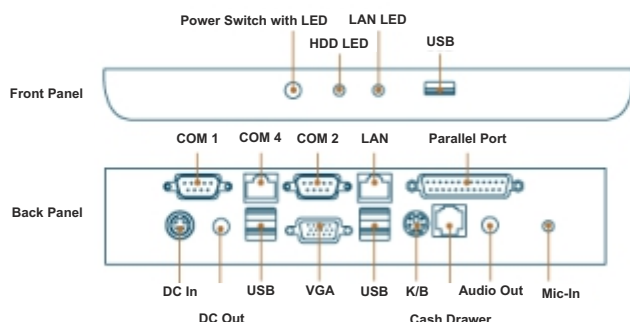 Power Switch with LED
LAN LED
HDD LED
USB
Front Panel
COM 1
COM 4
COM 2
LAN
Parallel Port
Back Panel
DC In
USB
VGA
USB
K/B
Audio Out
Mic-In
DC Out
Cash Drawer